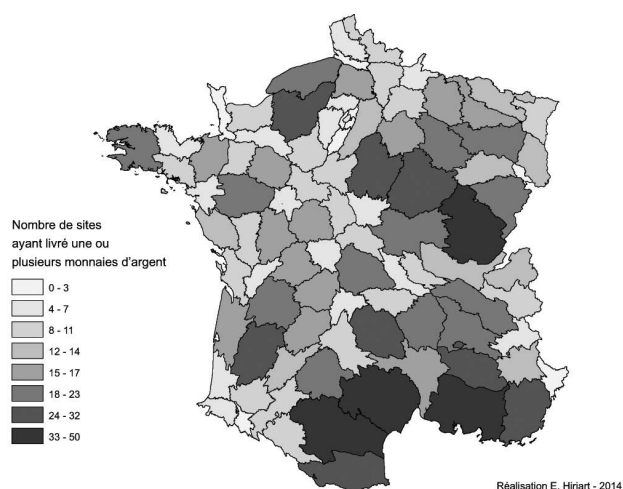 Nombre de sites
ayant livré une ou
plusieurs monnaies d'argent
0 - 3
4 - 7
8 - 11
12 - 14
15 - 17
18 - 23
24 - 32
33 - 50
Réalisation E. Hiriart - 2014